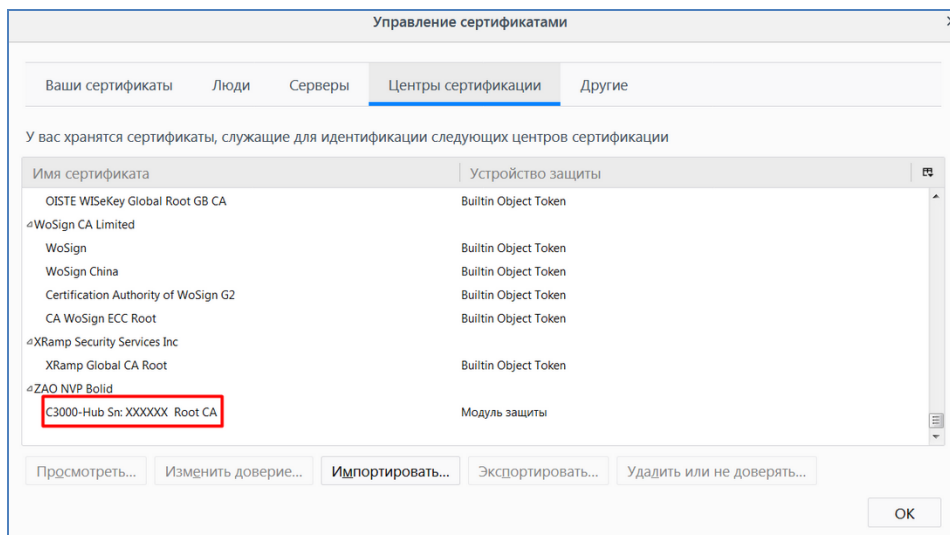 Управление сертификатами
Ваши сертификаты Люди Серверы Центры сертификации Другие
У вас хранятся сертификаты, служащие для идентификации следующих центров сертификации
Имя сертификата Устройство защиты
OISTE WISeKey Global Root GB CA Builtin Object Token
WoSign CA Limited
WoSign Builtin Object Token
WoSign China Builtin Object Token
Certification Authority of WoSign G2 Builtin Object Token
CA WoSign ECC Root Builtin Object Token
XRamp Security Services Inc
XRamp Global CA Root Builtin Object Token
ZAO NVP Bolid
C3000-Hub Sn: XXXXXX Root CA Модуль защиты
Просмотреть... Изменить доверие... Импортировать... Экспортировать... Удалить или не доверять...
ОК